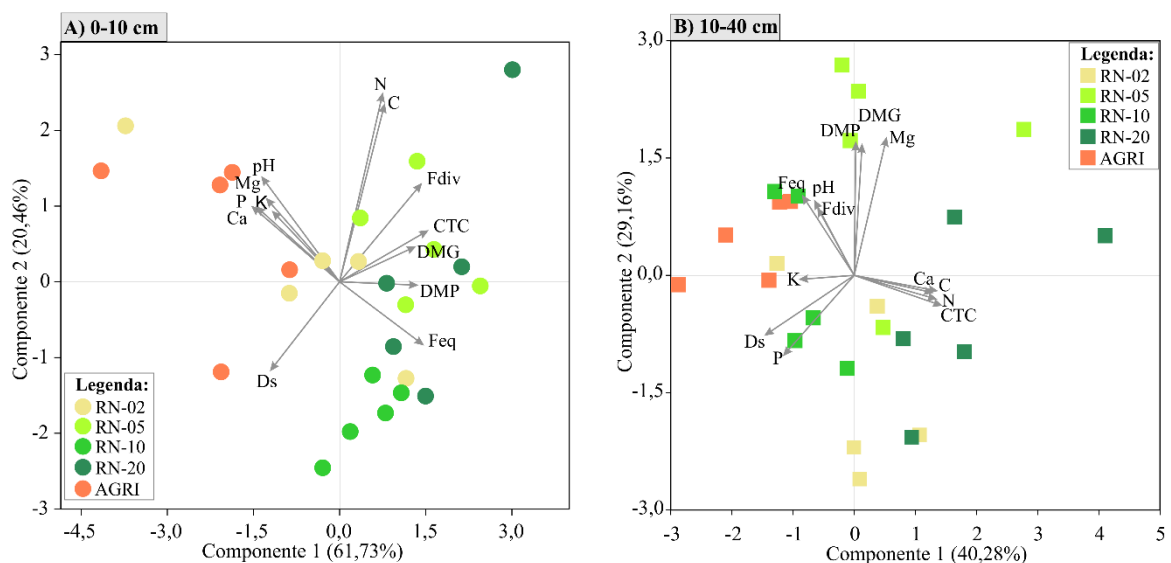 A) 0-10 cm
Componente 2 (20,46%)
3
2
1
0
-1
-2
-3
N
C
pH
Mg
K
P
Ca
Fdiv
CTC
DMG
DMP
Feq
Ds
Legenda:
RN-02
RN-05
RN-10
RN-20
AGRI
-4,5
-3,0
-1,5
0,0
1,5
3,0
Componente 1 (61,73%)
B) 10-40 cm
Componente 2 (29,16%)
3,0
1,5
0,0
-1,5
-3,0
Legenda:
RN-02
RN-05
RN-10
RN-20
AGRI
DMG
DMP
Mg
Feq
pH
Fdiv
K
Ca
C
N
CTC
Ds
P
-3
-2
-1
0
1
2
3
4
5
Componente 1 (40,28%)